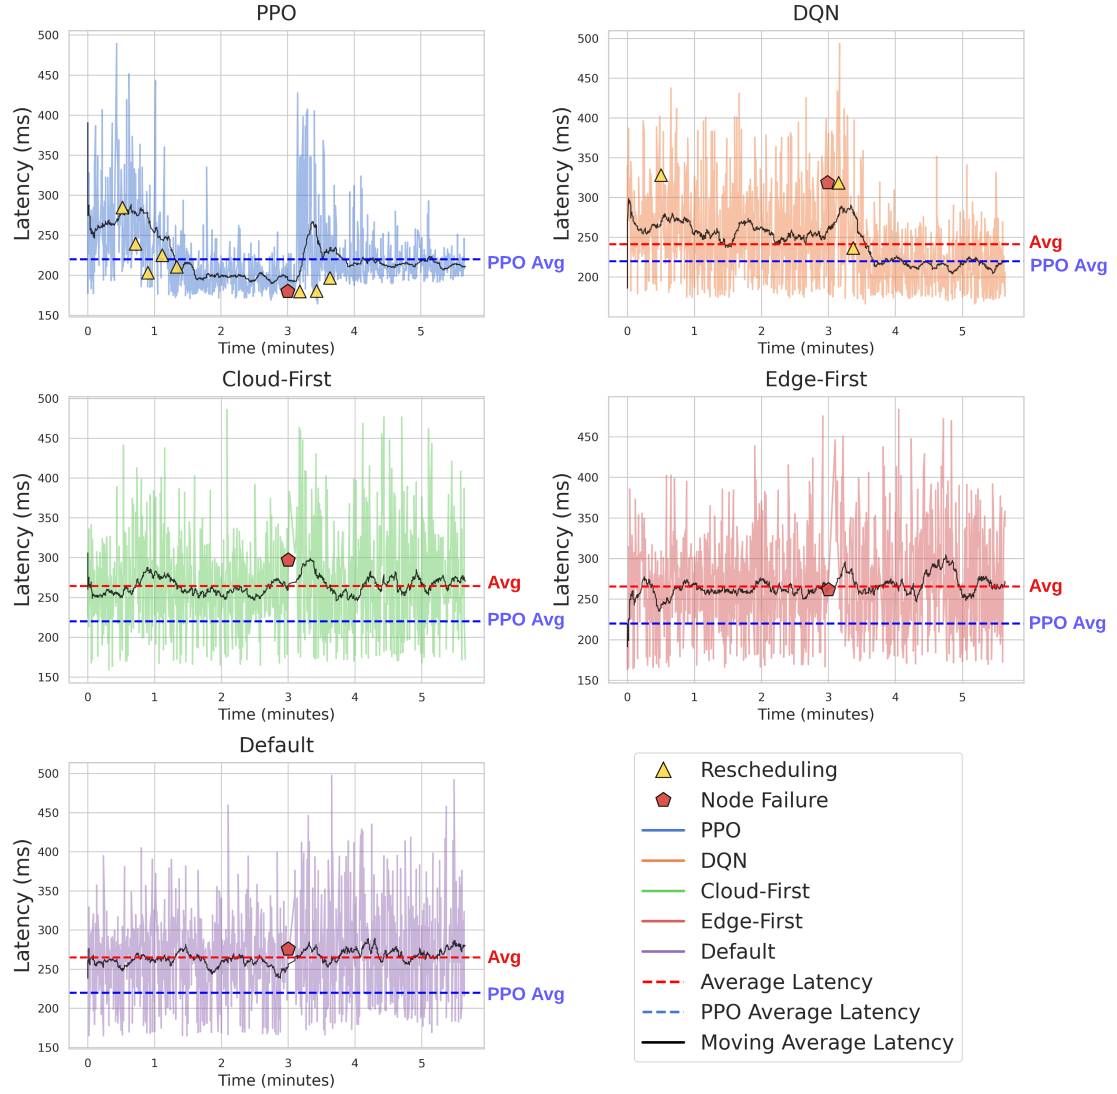 PPO
500
450
400
350
300
250
200
150
Latency (ms)
PPO Avg
0 1 2 3 4 5
Time (minutes)
DQN
500
450
400
350
300
250
200
Latency (ms)
Avg
PPO Avg
0 1 2 3 4 5
Time (minutes)
Cloud-First
500
450
400
350
300
250
200
150
Latency (ms)
Avg
PPO Avg
0 1 2 3 4 5
Time (minutes)
Edge-First
450
400
350
300
250
200
150
Latency (ms)
Avg
PPO Avg
0 1 2 3 4 5
Time (minutes)
Default
500
450
400
350
300
250
200
150
Latency (ms)
Avg
PPO Avg
0 1 2 3 4 5
Time (minutes)
Rescheduling
Node Failure
PPO
DQN
Cloud-First
Edge-First
Default
Average Latency
PPO Average Latency
Moving Average Latency